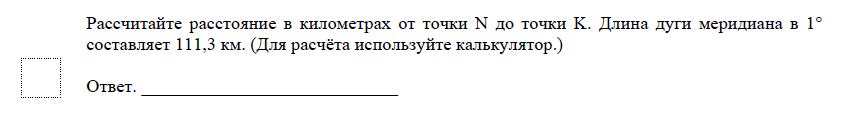 Рассчитайте расстояние в километрах от точки N до точки K. Длина дуги меридиана в 1°
составляет 111,3 км. (Для расчёта используйте калькулятор.)
Ответ. ____________________________